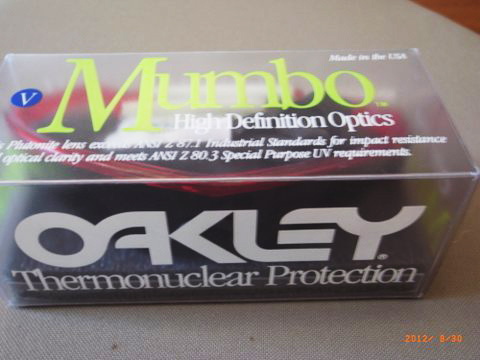 Made in the USA
V
Mumbo™
High Definition Optics
Plutonite lens exceeds ANSI Z 87.1 Industrial Standards for impact resistance
optical clarity and meets ANSI Z 80.3 Special Purpose UV requirements.
OAKLEY®
Thermonuclear Protection
2012/ 8/30